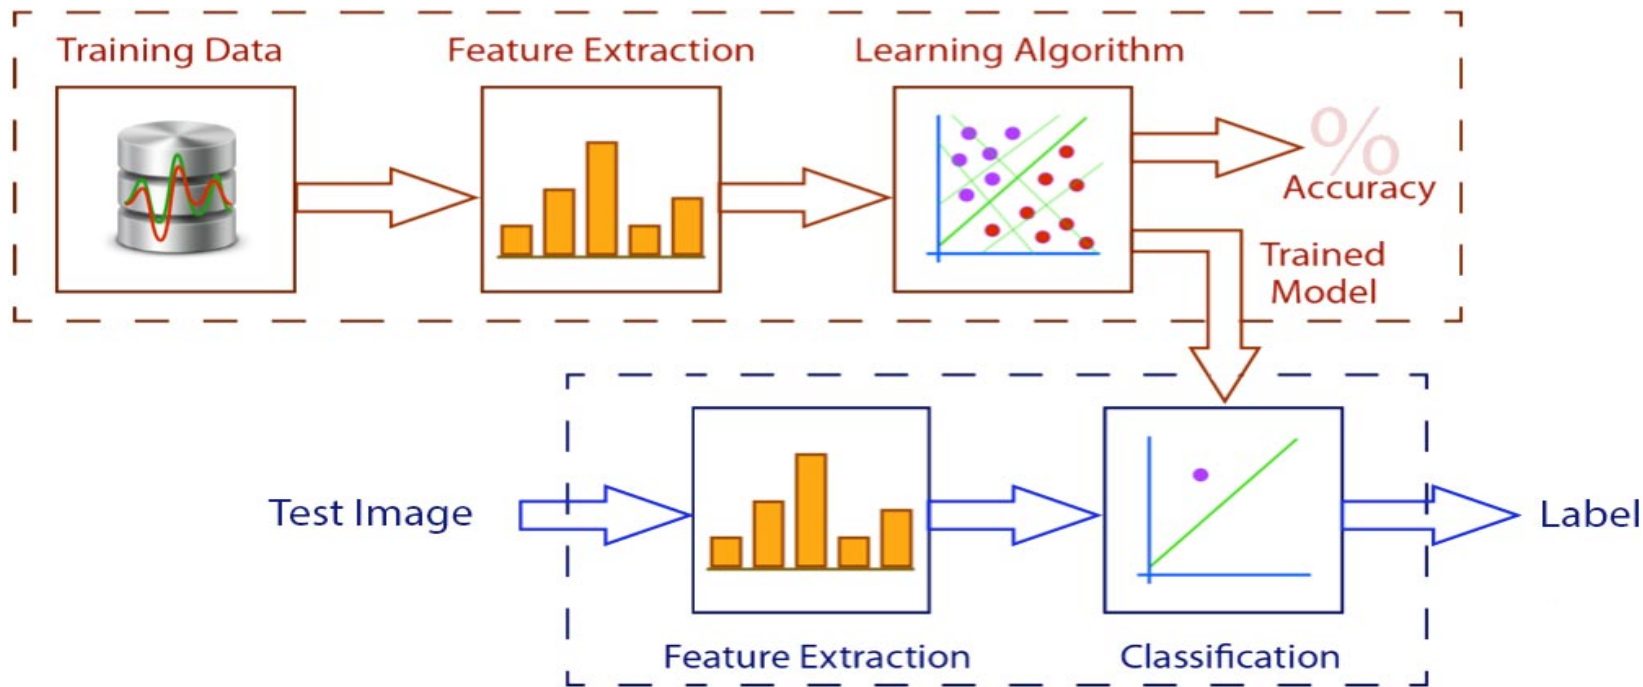 Training Data
Feature Extraction
Learning Algorithm
%
Accuracy
Trained
Model
Test Image
Label
Feature Extraction
Classification